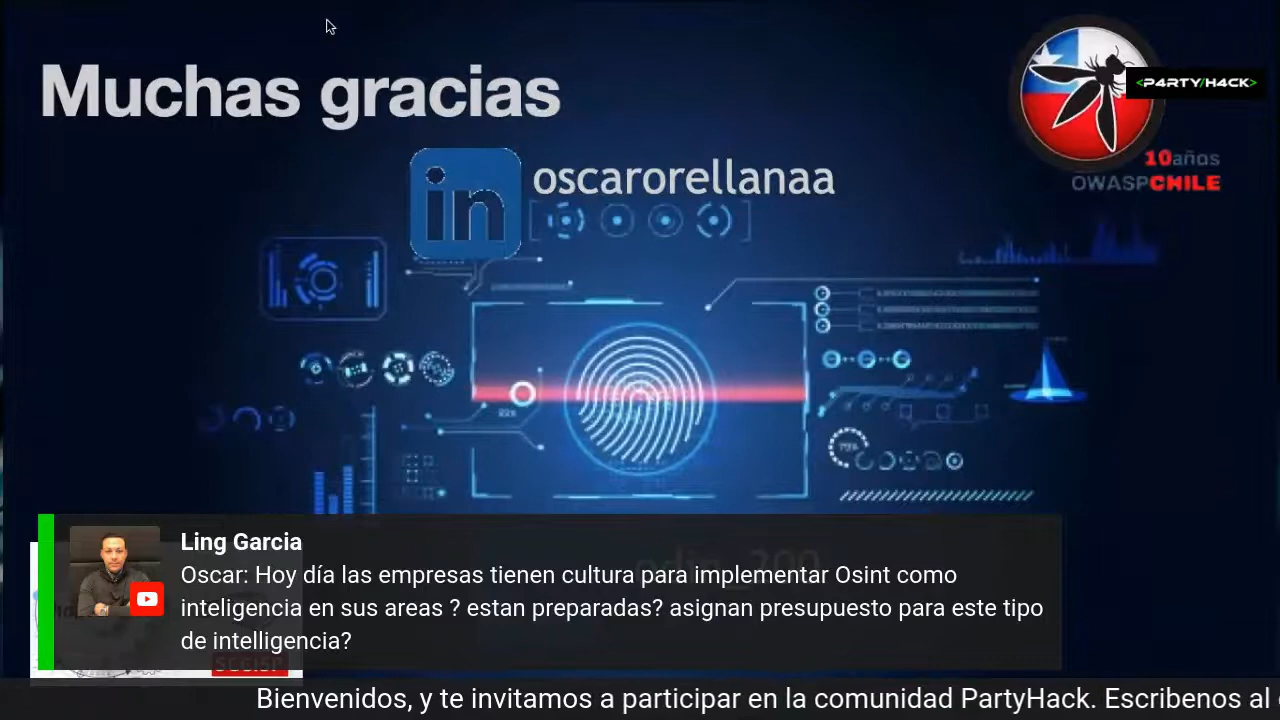 Muchas gracias
<P4RTY/H4CK>
10años
OWASPCHILE
in
oscarorellanaa
Ling Garcia
Oscar: Hoy día las empresas tienen cultura para implementar Osint como
inteligencia en sus areas ? estan preparadas? asignan presupuesto para este tipo
de intelligencia?
Bienvenidos, y te invitamos a participar en la comunidad PartyHack. Escribenos al